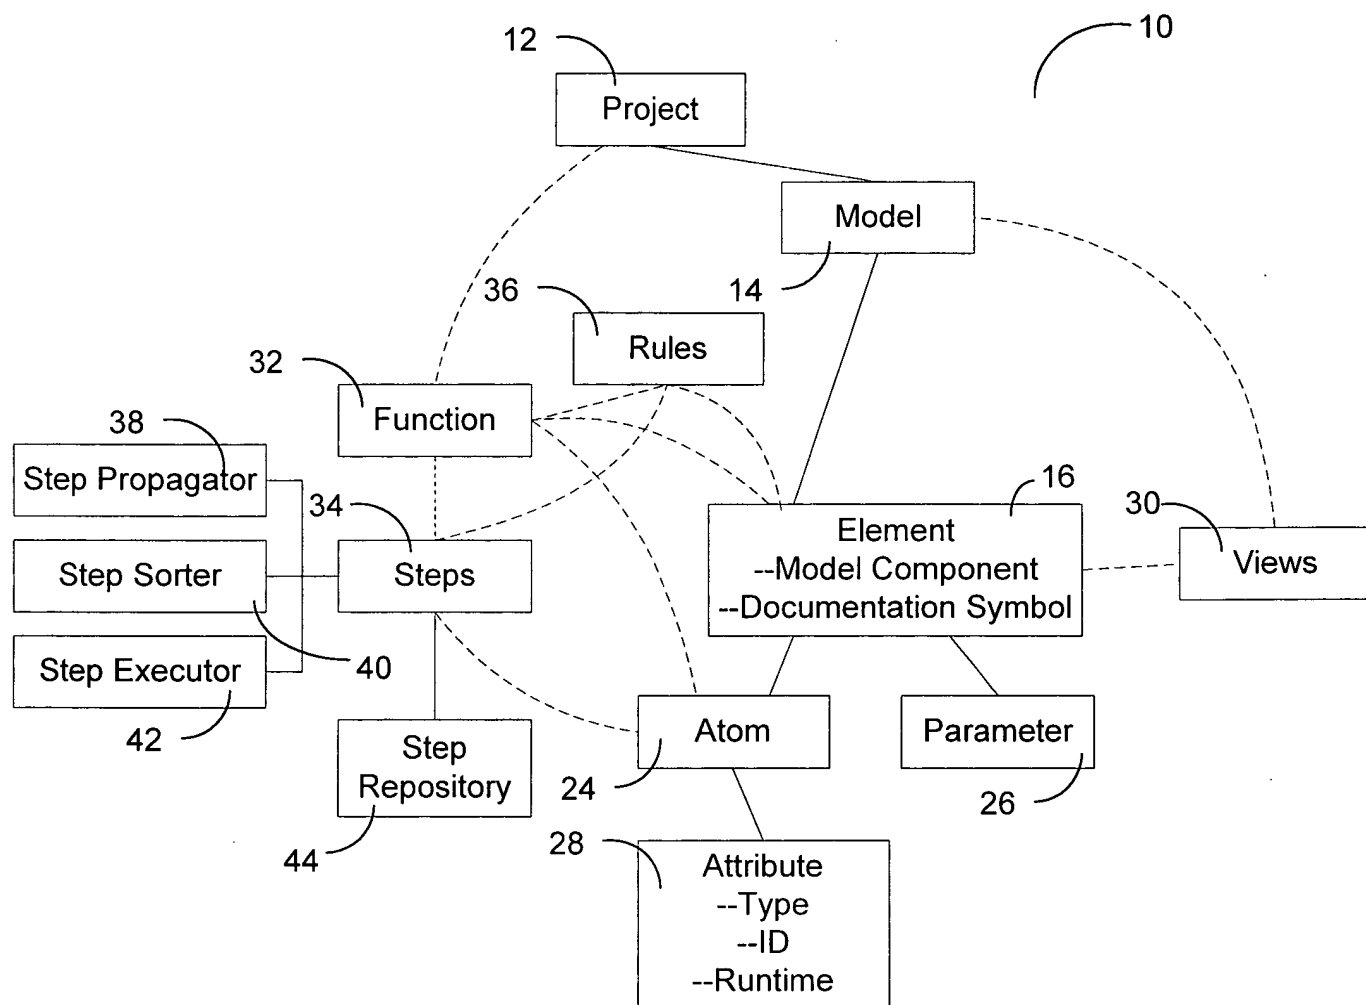 10
12
Project
Model
14
36
Rules
32
Function
38
Step Propagator
34
16
30
Element
--Model Component
--Documentation Symbol
Views
Step Sorter
Steps
40
Step Executor
42
Step
Repository
44
Atom
24
Parameter
26
28
Attribute
--Type
--ID
--Runtime